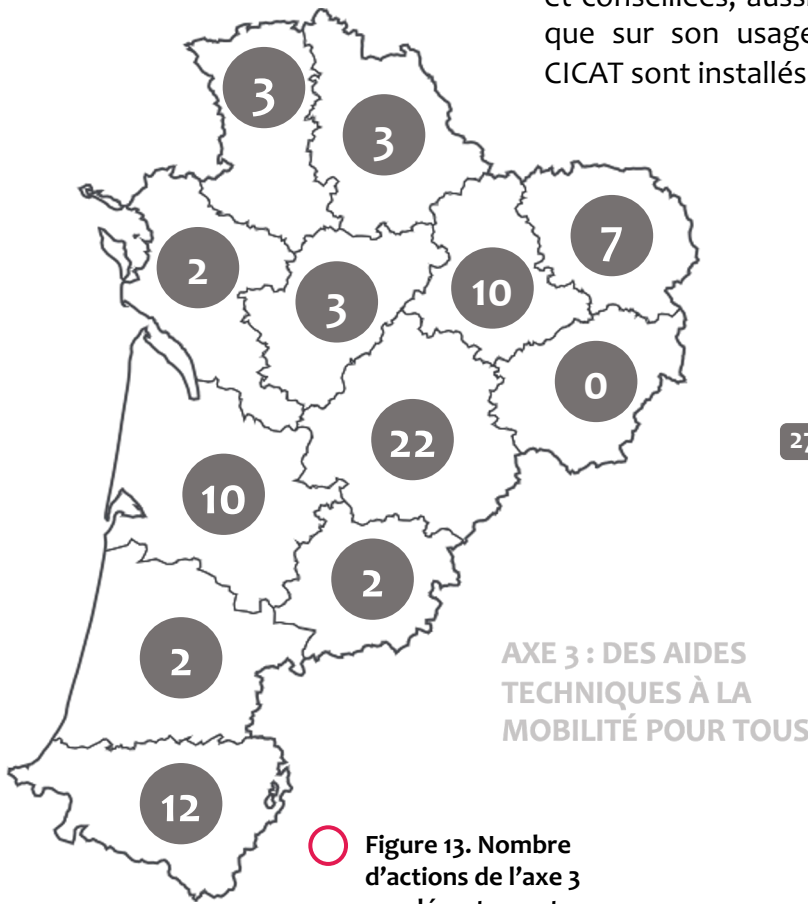 et conseillées, aussi
que sur son usage
CICAT sont installés
3
3
7
2
10
3
0
22
10
2
2
12
27
AXE 3 : DES AIDES
TECHNIQUES À LA
MOBILITÉ POUR TOUS
Figure 13. Nombre
d'actions de l'axe 3